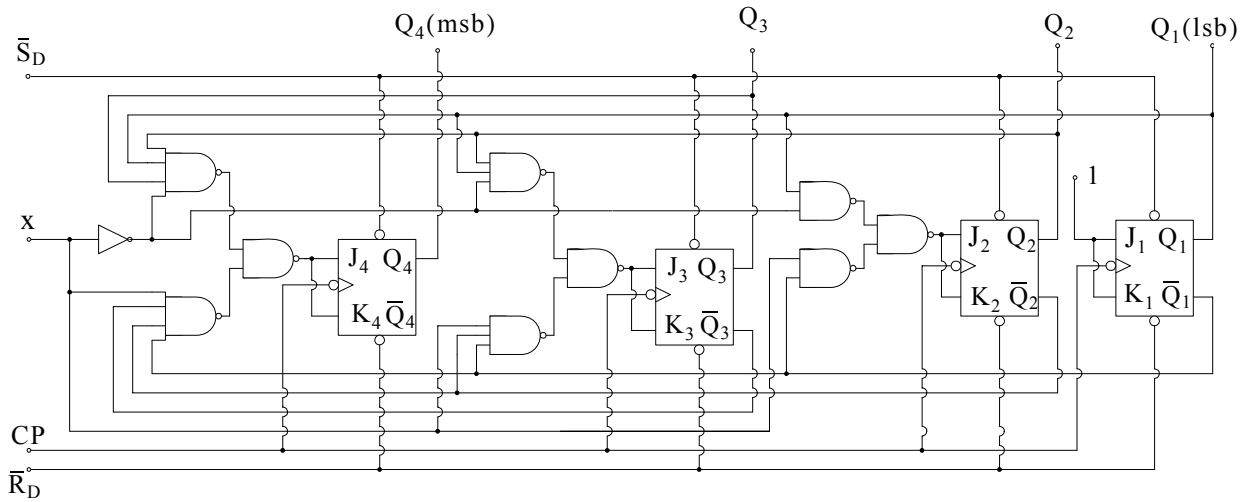 Q4(msb) Q3 Q2 Q1(lsb)
S̄D
1
x
J4 Q4 J3 Q3 J2 Q2 J1 Q1
K4 Q̄4 K3 Q̄3 K2 Q̄2 K1 Q̄1
CP
R̄D